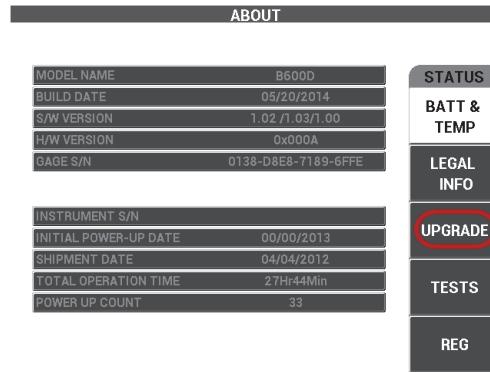 ABOUT
MODEL NAME B600D
BUILD DATE 05/20/2014
S/W VERSION 1.02 /1.03/1.00
H/W VERSION 0x000A
GAGE S/N 0138-D8E8-7189-6FFE
INSTRUMENT S/N
INITIAL POWER-UP DATE 00/00/2013
SHIPMENT DATE 04/04/2012
TOTAL OPERATION TIME 27Hr44Min
POWER UP COUNT 33
STATUS
BATT &
TEMP
LEGAL
INFO
UPGRADE
TESTS
REG